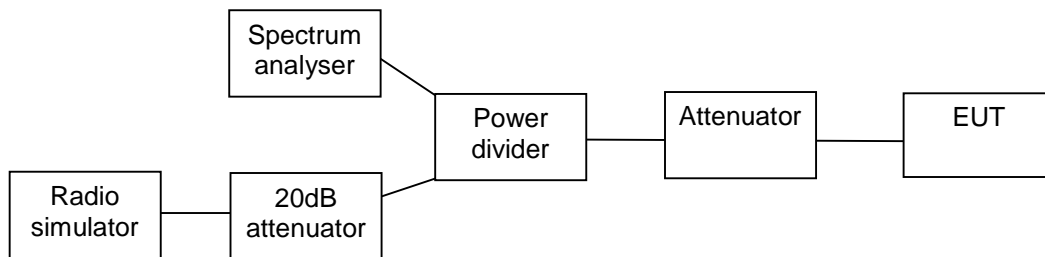 Spectrum
analyser
Power
divider
Attenuator
EUT
Radio
simulator
20dB
attenuator